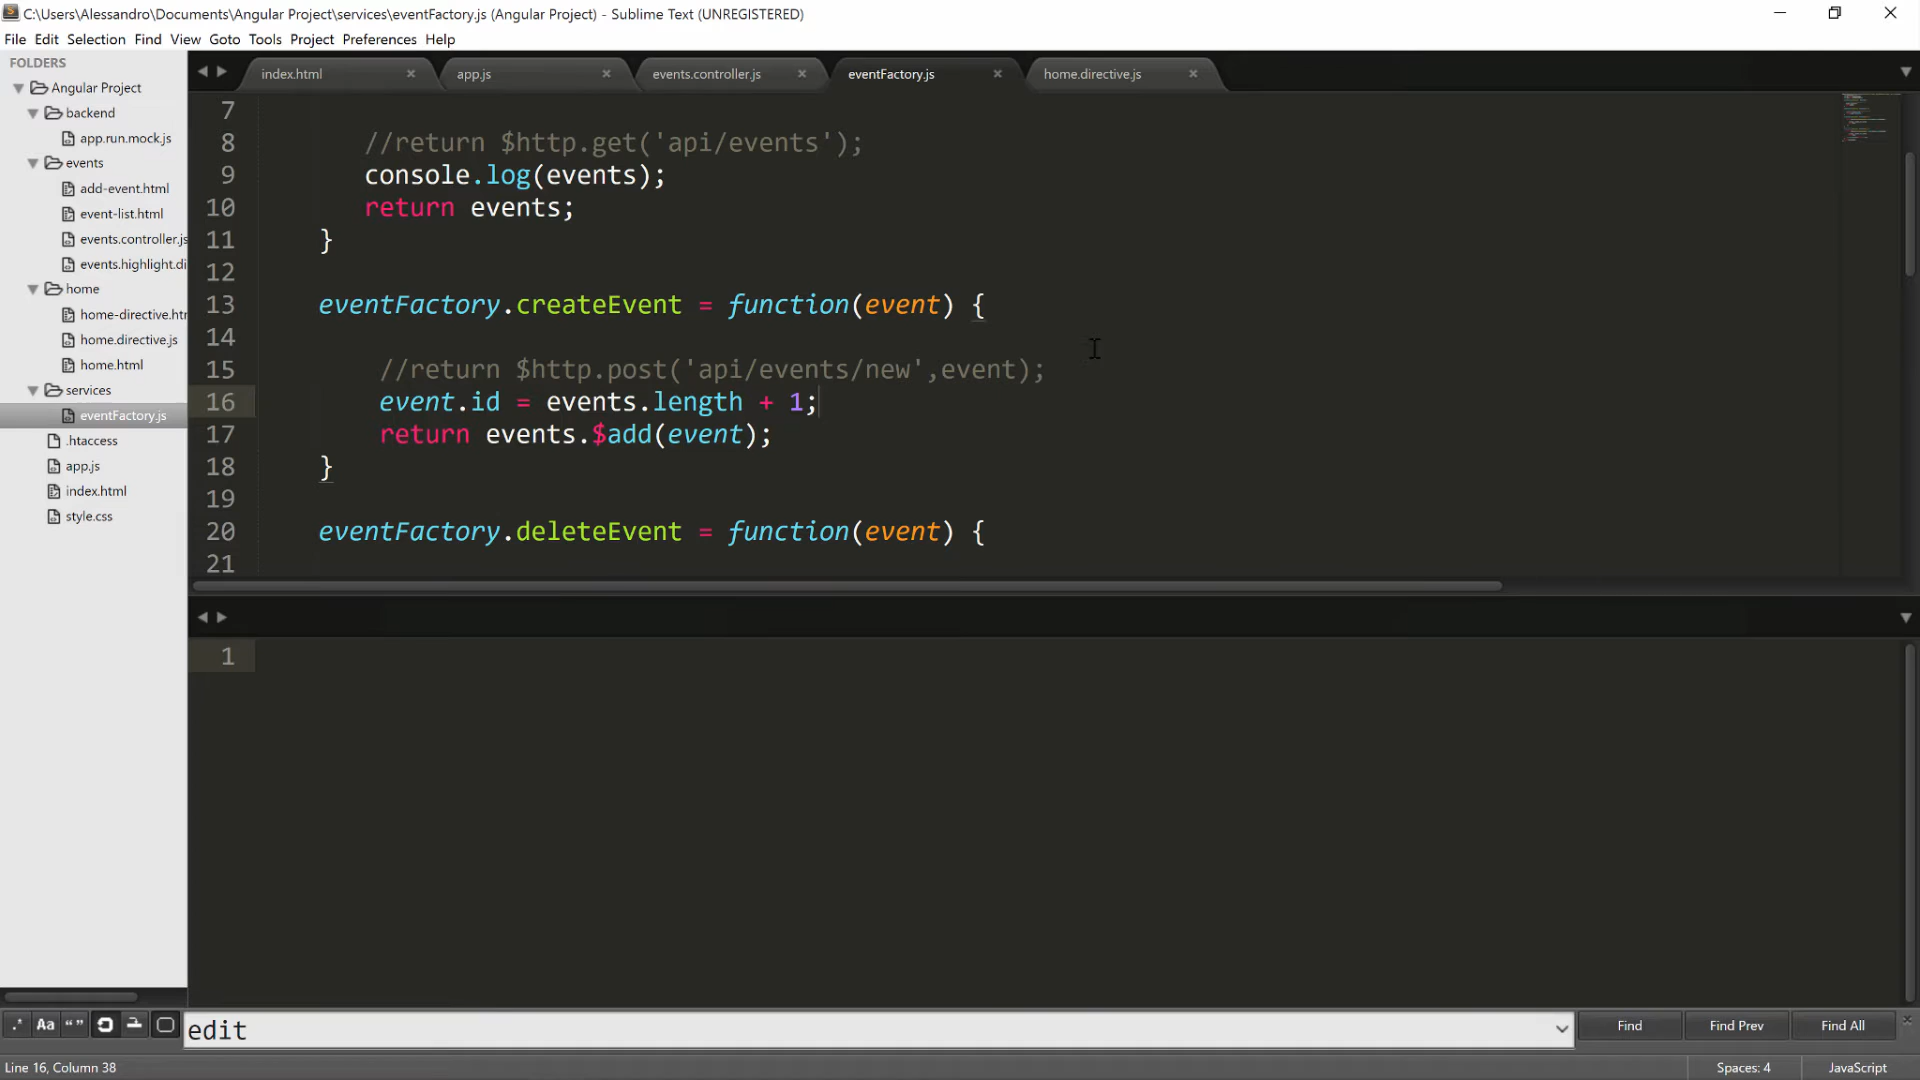 C:\Users\Alessandro\Documents\Angular Project\services\eventFactory.js (Angular Project) - Sublime Text (UNREGISTERED)
File Edit Selection Find View Goto Tools Project Preferences Help
FOLDERS
Angular Project
backend
app.run.mock.js
events
add-event.html
event-list.html
events.controller.js
events.highlight.di
home
home-directive.htr
home.directive.js
home.html
services
eventFactory.js
.htaccess
app.js
index.html
style.css
index.html app.js events.controller.js eventFactory.js home.directive.js
7
8 //return $http.get('api/events');
9 console.log(events);
10 return events;
11 }
12
13 eventFactory.createEvent = function(event) {
14
15 //return $http.post('api/events/new',event);
16 event.id = events.length + 1;
17 return events.$add(event);
18 }
19
20 eventFactory.deleteEvent = function(event) {
21
1
.* Aa “” edit Find Find Prev Find All
Line 16, Column 38 Spaces: 4 JavaScript